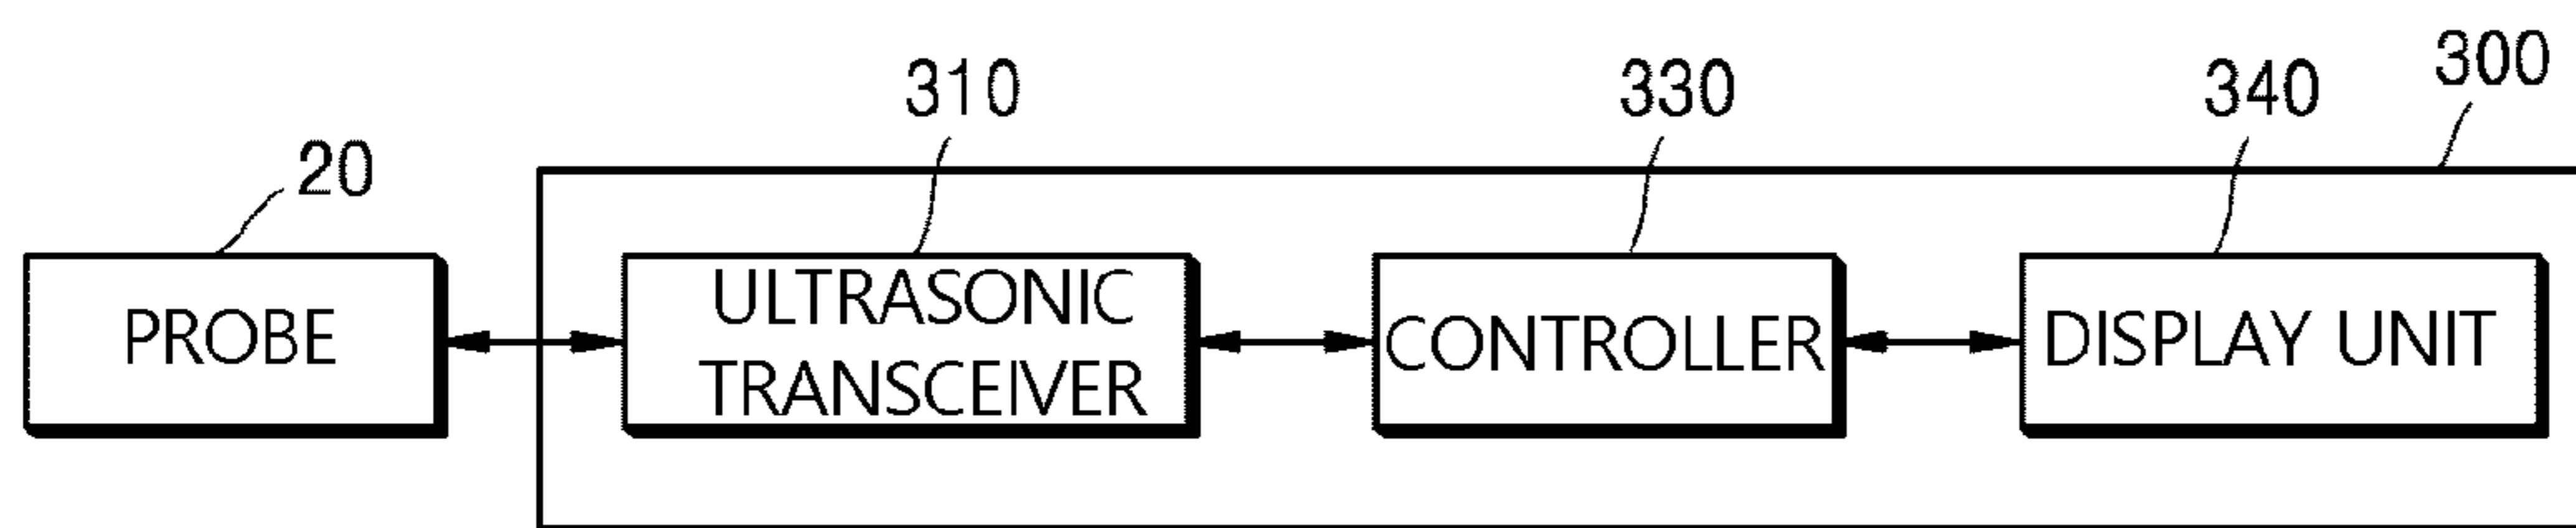 300
310
330
340
20
PROBE
ULTRASONIC
TRANSCEIVER
CONTROLLER
DISPLAY UNIT